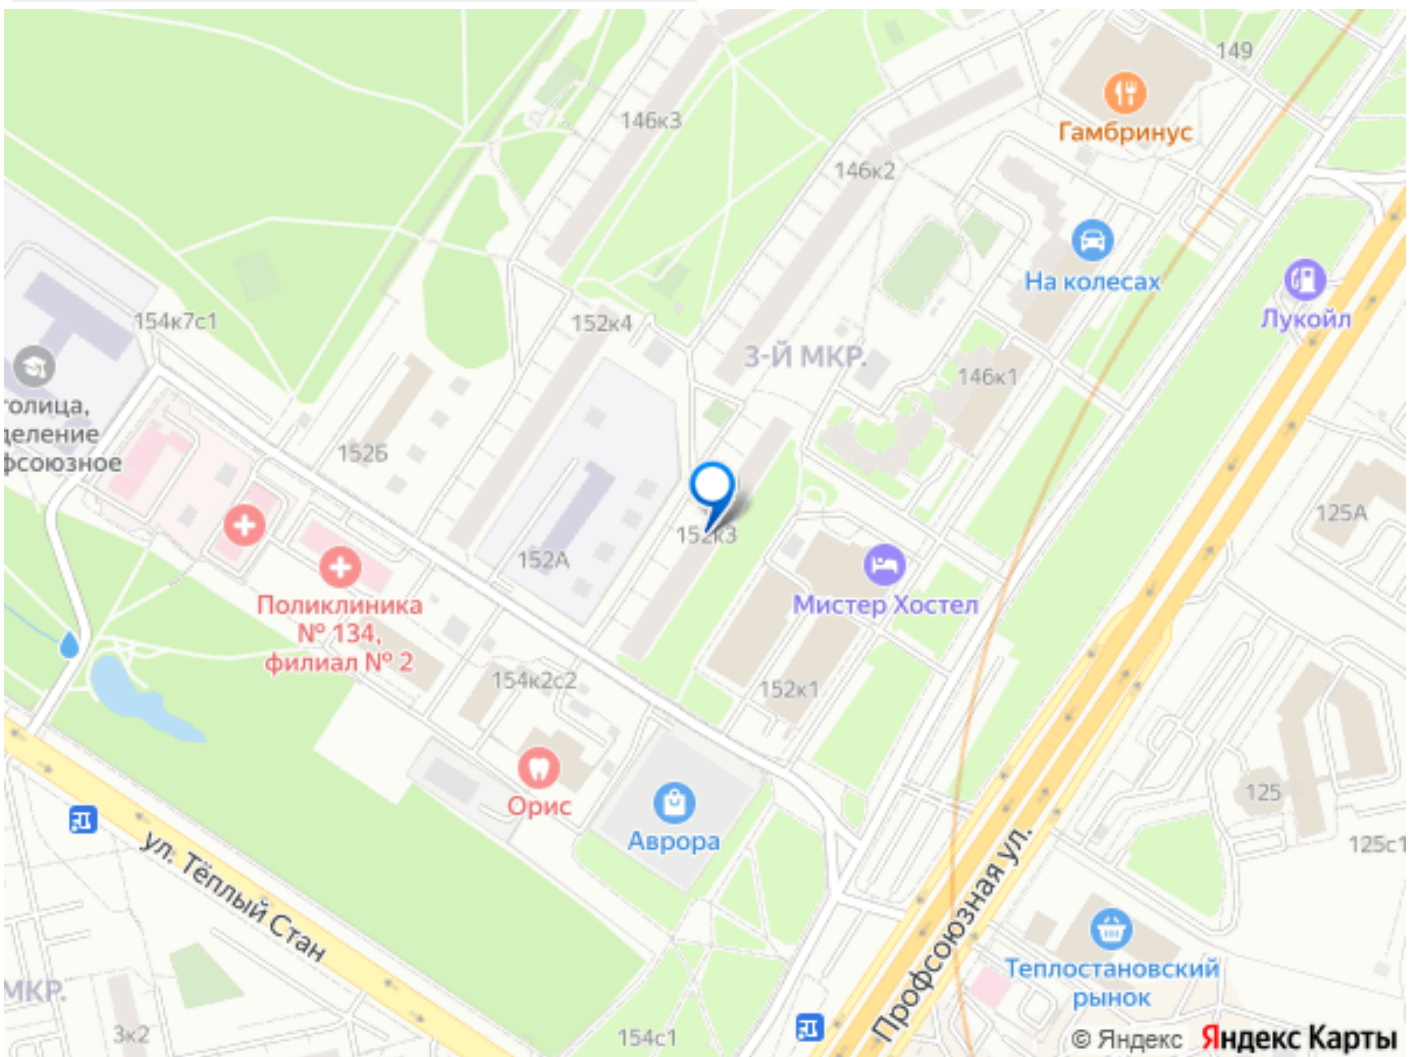 149
Гамбринус
146к3
146к2
На колесах
Лукойл
154к7с1
152к4
3-Й МКР.
146к1
толица,
деление
фсоюзное
152Б
125А
152А
152к3
Мистер Хостел
Поликлиника
№ 134,
филиал № 2
154к2с2
152к1
Орис
Аврора
125
125с1
ул. Тёплый Стан
Профсоюзная ул.
Теплостановский
рынок
МКР.
3к2
154с1
© Яндекс Яндекс Карты